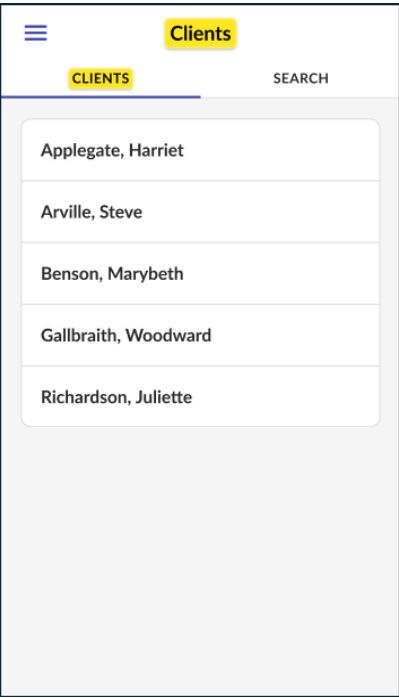 Clients
CLIENTS SEARCH
Applegate, Harriet
Arville, Steve
Benson, Marybeth
Gallbraith, Woodward
Richardson, Juliette